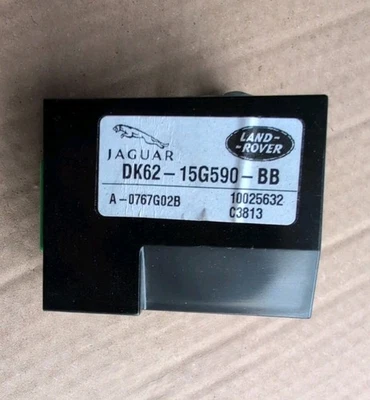 JAGUAR
LAND-
-ROVER
DK62-15G590-BB
A-0767G02B 10025632
C3813